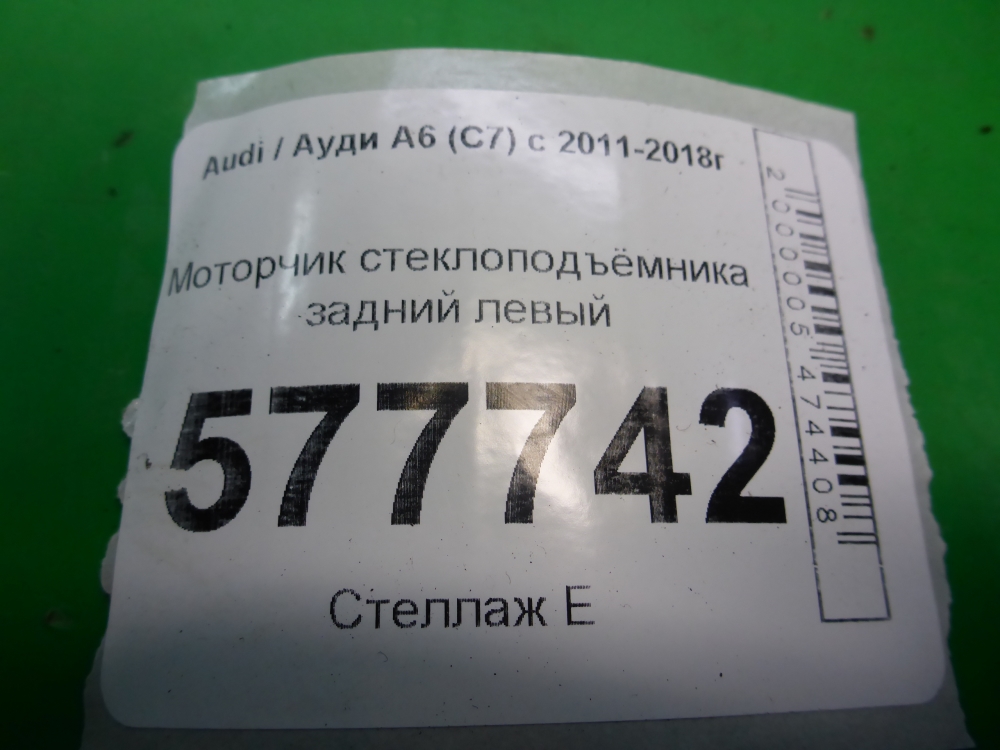 Audi / Ауди А6 (С7) с 2011-2018г
Моторчик стеклоподъёмника
задний левый
577742
Стеллаж Е
2000005474408